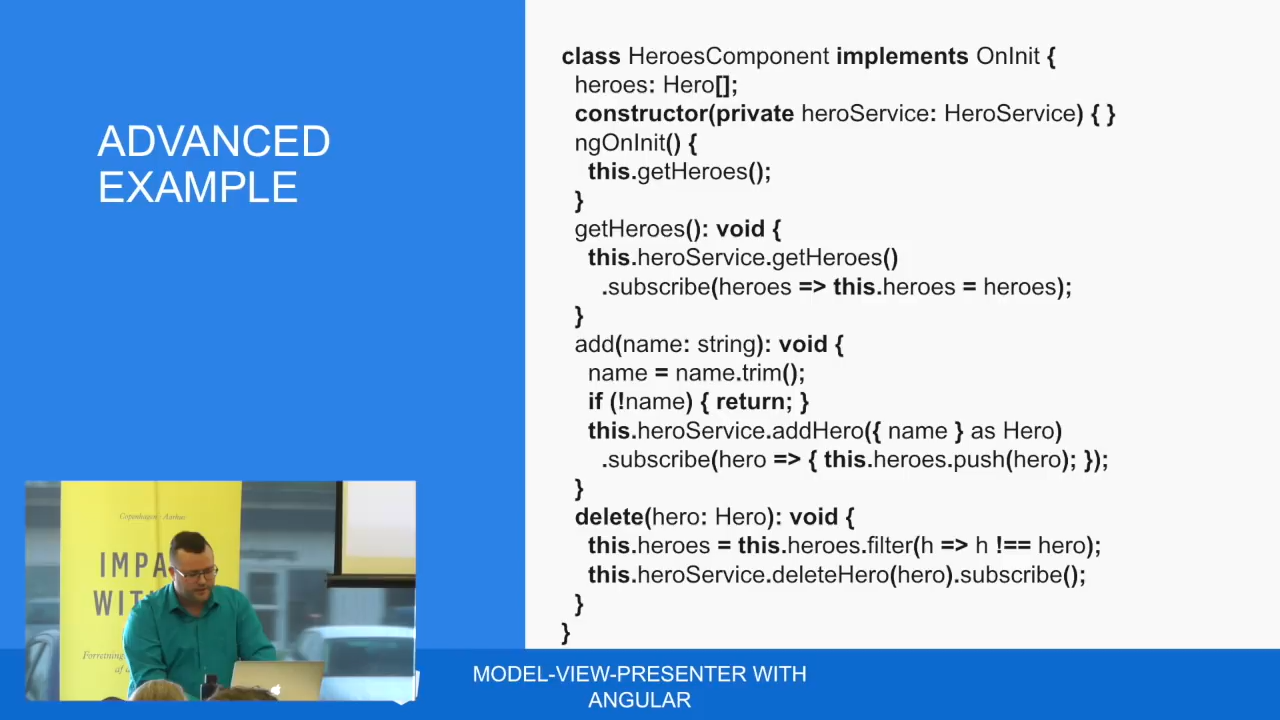 ADVANCED
EXAMPLE
class HeroesComponent implements OnInit {
heroes: Hero[];
constructor(private heroService: HeroService) { }
ngOnInit() {
this.getHeroes();
}
getHeroes(): void {
this.heroService.getHeroes()
.subscribe(heroes => this.heroes = heroes);
}
add(name: string): void {
name = name.trim();
if (!name) { return; }
this.heroService.addHero({ name } as Hero)
.subscribe(hero => { this.heroes.push(hero); });
}
delete(hero: Hero): void {
this.heroes = this.heroes.filter(h => h !== hero);
this.heroService.deleteHero(hero).subscribe();
}
}
Copenhagen - Aarhus
IMPA
WIT
MODEL-VIEW-PRESENTER WITH
ANGULAR